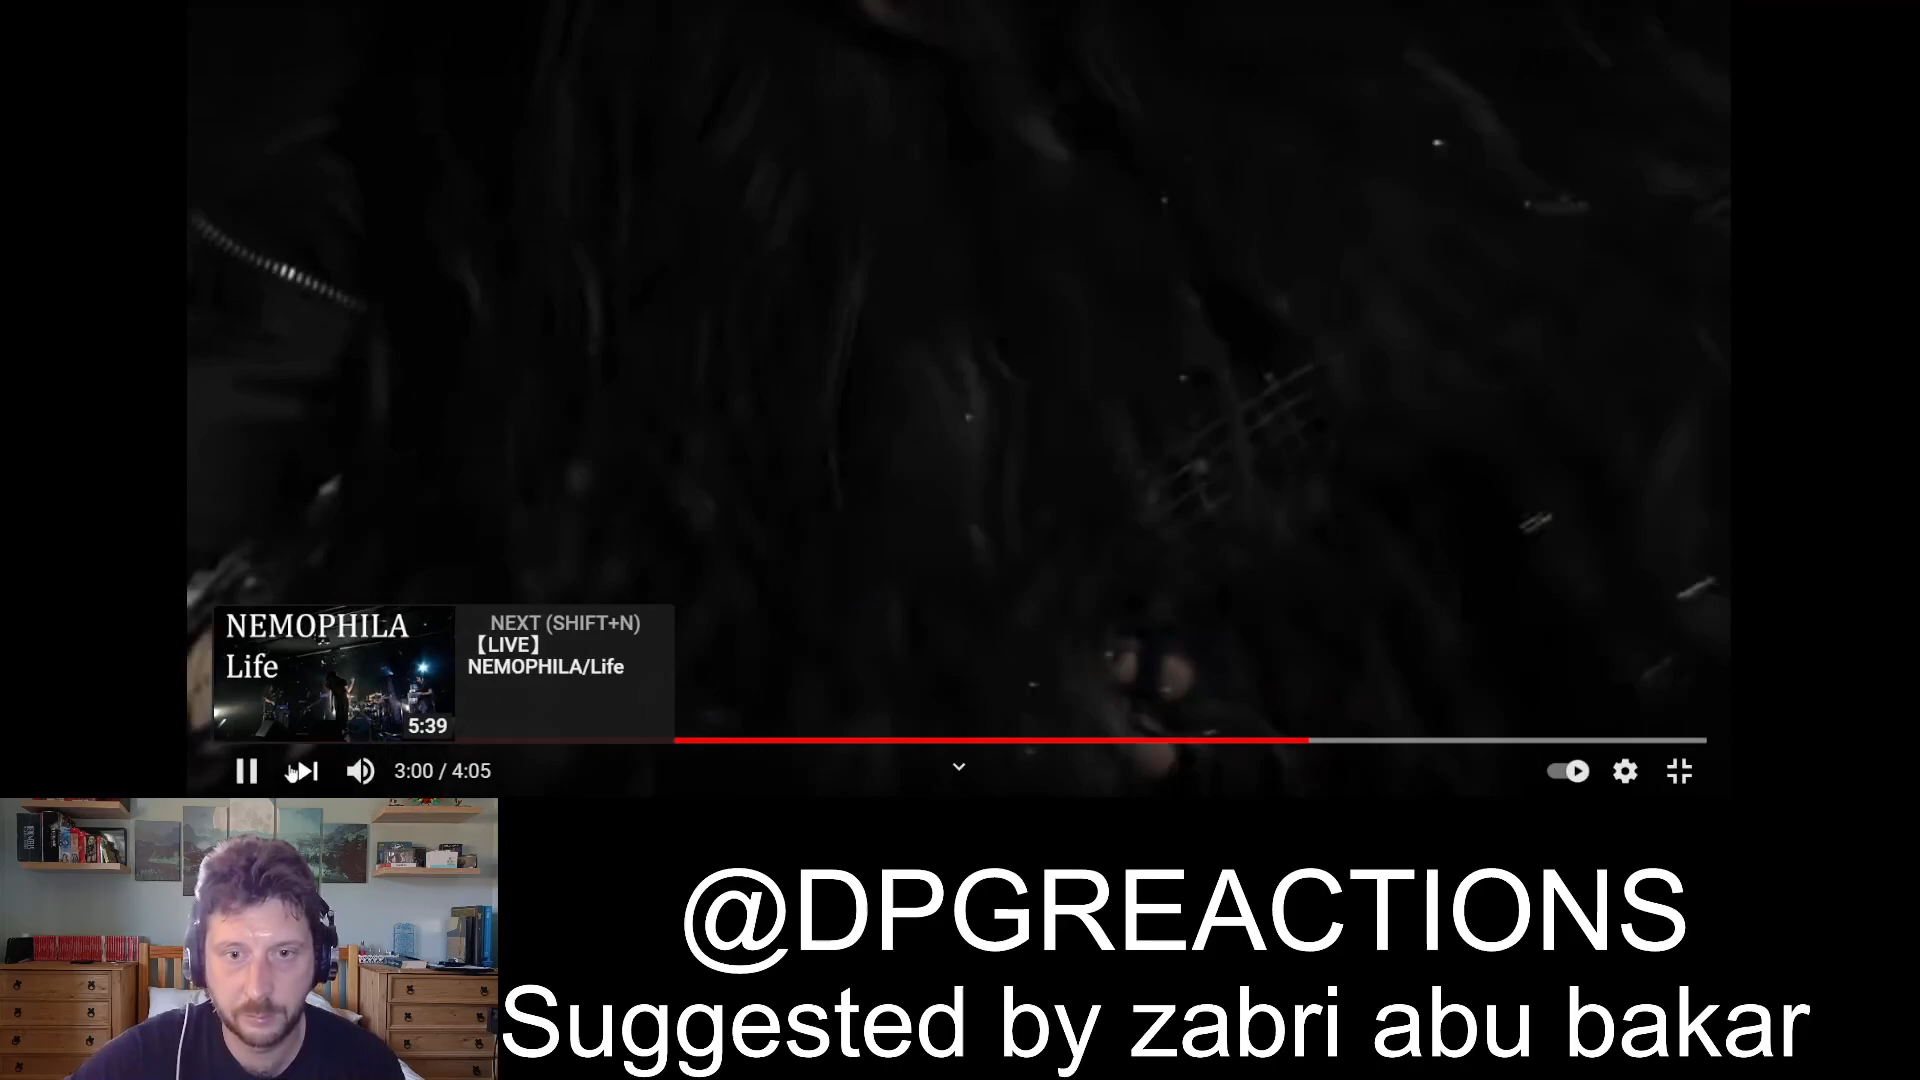 NEMOPHILA
Life
5:39
NEXT (SHIFT+N)
【LIVE】
NEMOPHILA/Life
3:00 / 4:05
@DPGREACTIONS
Suggested by zabri abu bakar